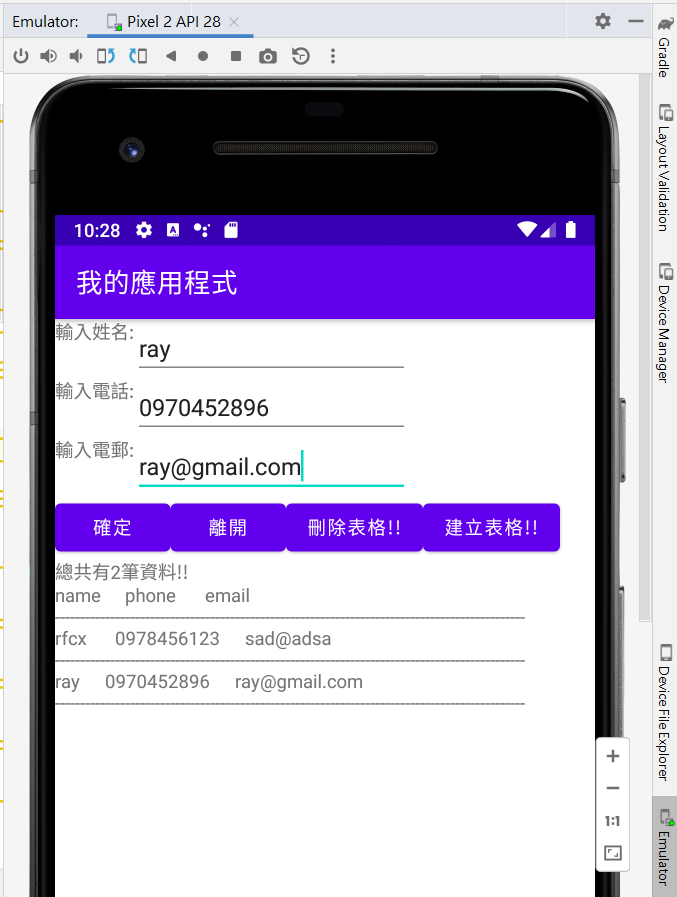 Emulator: Pixel 2 API 28
Gradle
Layout Validation
Device Manager
10:28
我的應用程式
輸入姓名: ray
輸入電話: 0970452896
輸入電郵: ray@gmail.com
確定 離開 刪除表格!! 建立表格!!
總共有2筆資料!!
name phone email
rfcx 0978456123 sad@adsa
ray 0970452896 ray@gmail.com
1:1
Device File Explorer
Emulator